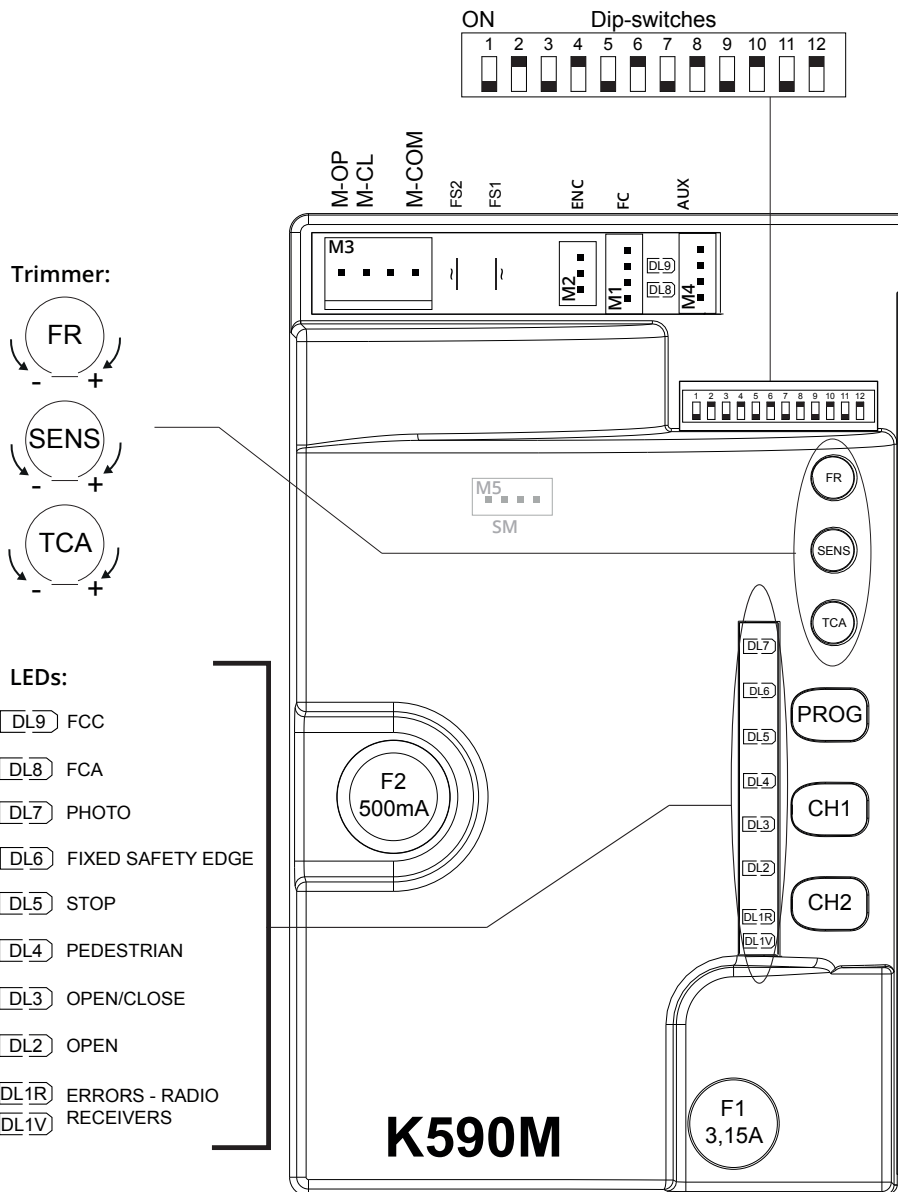 ON Dip-switches
1 2 3 4 5 6 7 8 9 10 11 12
M-OP
M-CL
M-COM
FS2
FS1
ENC
FC
AUX
M3
~
~
M2
M1
DL9
DL8
M4
Trimmer:
FR
- +
SENS
- +
TCA
- +
1 2 3 4 5 6 7 8 9 10 11 12
FR
SENS
TCA
M5
SM
DL7
DL6
DL5
DL4
DL3
DL2
DL1R
DL1V
PROG
CH1
CH2
F2
500mA
LEDs:
DL9 FCC
DL8 FCA
DL7 PHOTO
DL6 FIXED SAFETY EDGE
DL5 STOP
DL4 PEDESTRIAN
DL3 OPEN/CLOSE
DL2 OPEN
DL1R ERRORS - RADIO
DL1V RECEIVERS
K590M
F1
3,15A